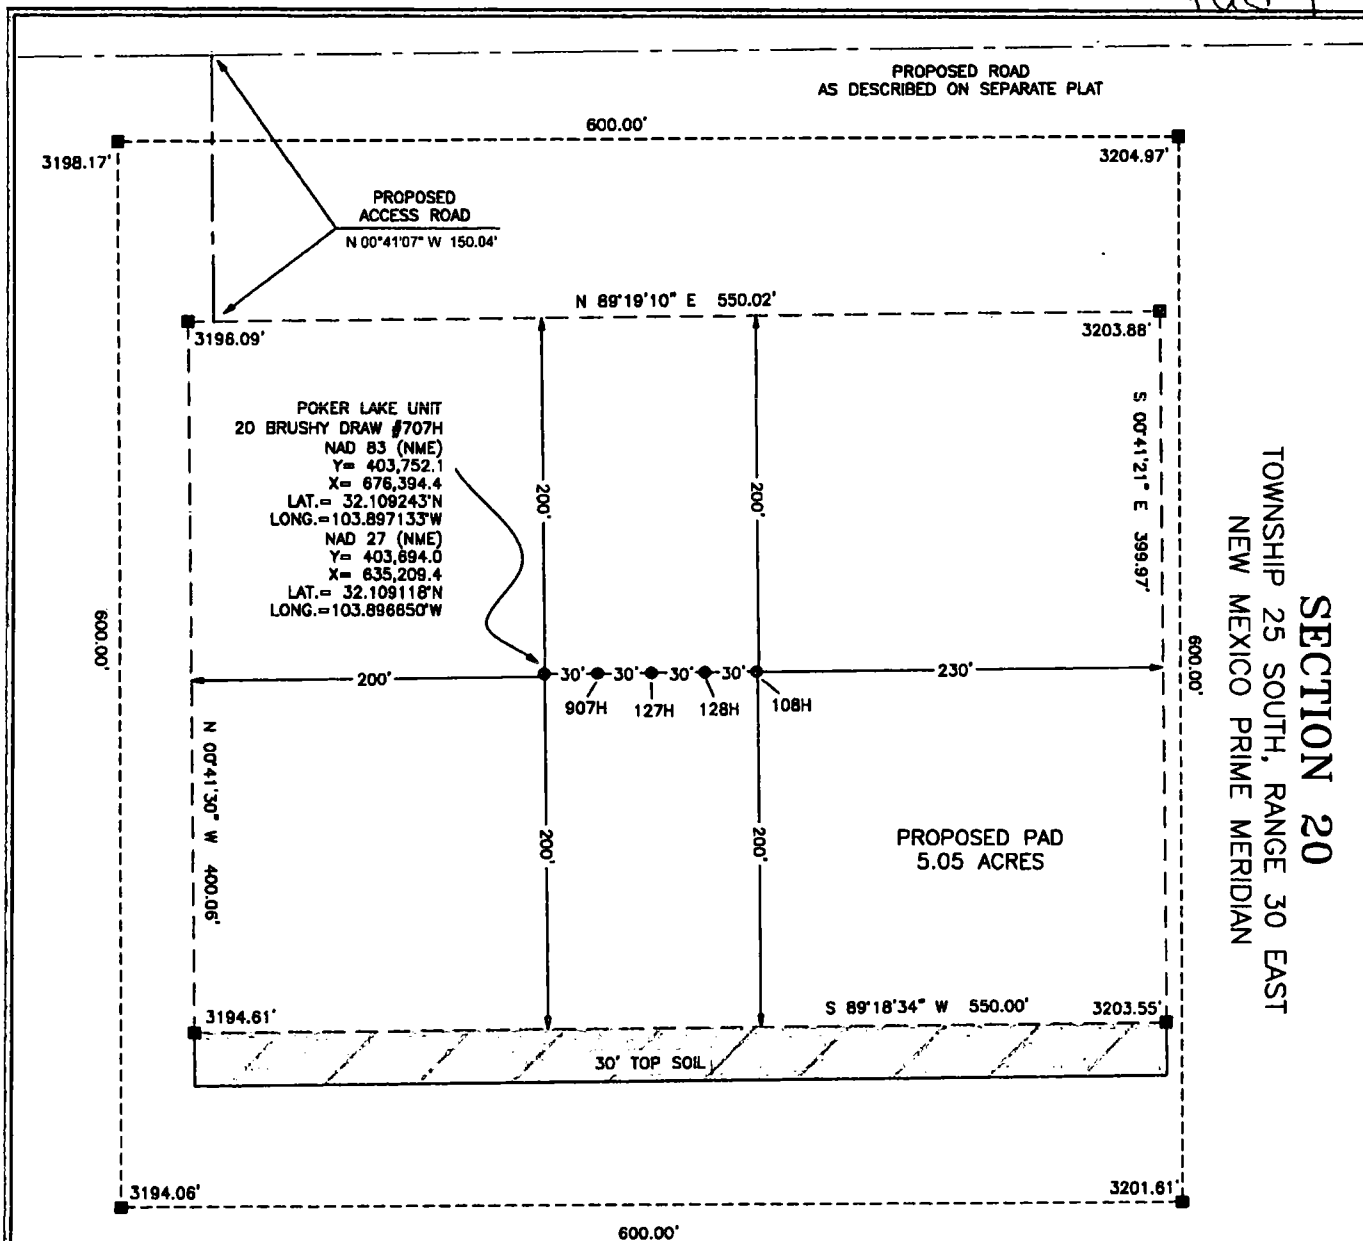 PROPOSED ROAD
AS DESCRIBED ON SEPARATE PLAT
600.00'
3198.17'
3204.97'
PROPOSED
ACCESS ROAD
N 00°41'07" W 150.04'
N 89°19'10" E 550.02'
3196.09'
3203.88'
POKER LAKE UNIT
20 BRUSHY DRAW #707H
NAD 83 (NME)
Y= 403,752.1
X= 676,394.4
LAT.= 32.109243°N
LONG.=103.897133°W
NAD 27 (NME)
Y= 403,694.0
X= 635,209.4
LAT.= 32.109118°N
LONG.=103.896650°W
200'
200'
S 00°41'21" E 399.97'
SECTION 20
TOWNSHIP 25 SOUTH, RANGE 30 EAST
NEW MEXICO PRIME MERIDIAN
600.00'
600.00'
200'
30'
30'
30'
30'
230'
907H
127H
128H
108H
N 00°41'30" W 400.06'
200'
200'
PROPOSED PAD
5.05 ACRES
3194.61'
S 89°18'34" W 550.00'
3203.55'
30' TOP SOIL
3194.06'
3201.61'
600.00'